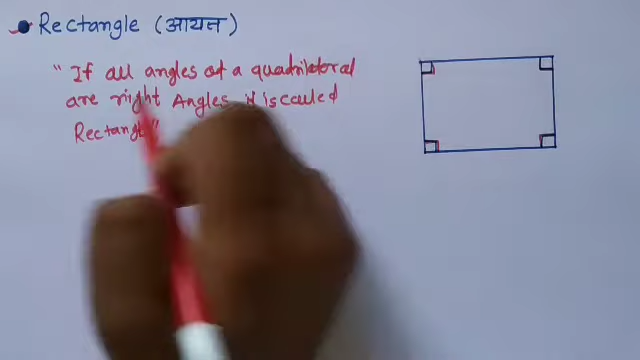 Rectangle (आयत)
"If all angles of a quadrilateral
are right Angles it is called
Rectangle"